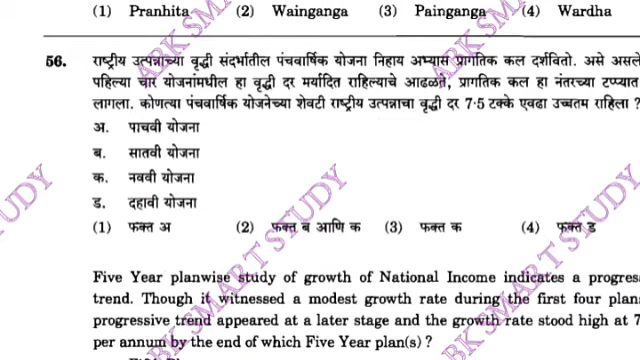 (1) Pranhita (2) Wainganga (3) Painganga (4) Wardha
56. राष्ट्रीय उत्पन्नाच्या वृद्धी संदर्भातील पंचवार्षिक योजना निहाय अभ्यास प्रागतिक कल दर्शवितो. असे असले
पहिल्या चार योजनांमधील हा वृद्धी दर मर्यादित राहिल्याचे आढळते, प्रागतिक कल हा नंतरच्या टप्प्यात
लागला. कोणत्या पंचवार्षिक योजनेच्या शेवटी राष्ट्रीय उत्पन्नाचा वृद्धी दर 7·5 टक्के एवढा उच्चतम राहिला ?
अ. पाचवी योजना
ब. सातवी योजना
क. नववी योजना
ड. दहावी योजना
(1) फक्त अ (2) फक्त ब आणि क (3) फक्त क (4) फक्त ड
Five Year planwise study of growth of National Income indicates a progres
trend. Though it witnessed a modest growth rate during the first four plan
progressive trend appeared at a later stage and the growth rate stood high at 7
per annum by the end of which Five Year plan(s) ?
ABK SMART STUDY